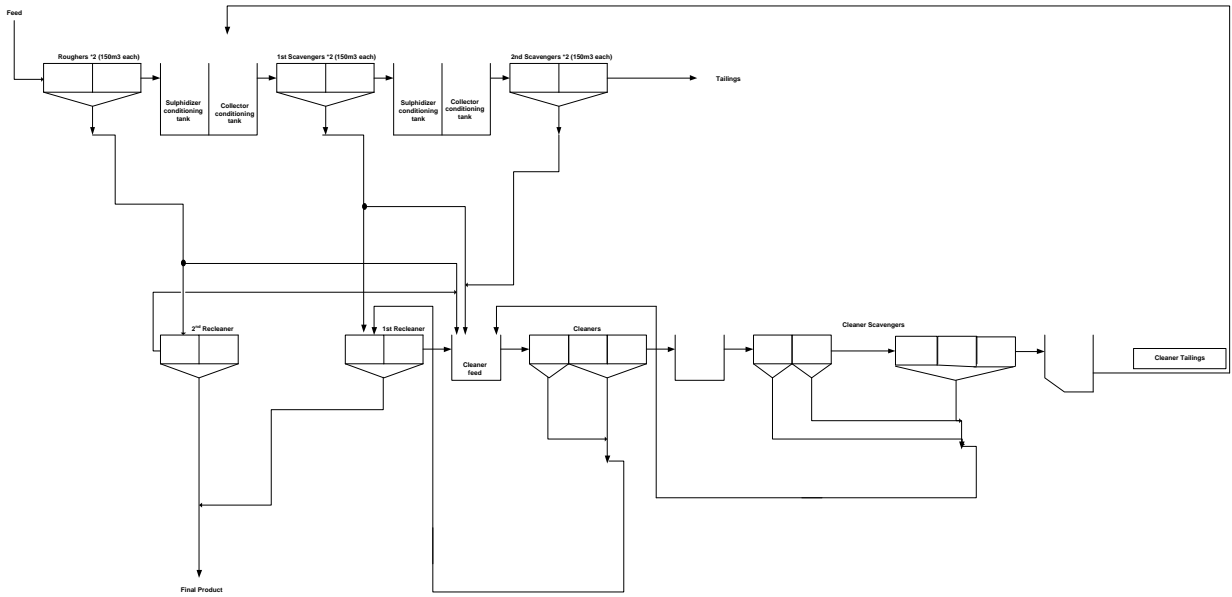 Feed
Roughers *2 (150m3 each)
1st Scavengers *2 (150m3 each)
2nd Scavengers *2 (150m3 each)
Tailings
Sulphidizer
conditioning
tank
Collector
conditioning
tank
Sulphidizer
conditioning
tank
Collector
conditioning
tank
2nd Recleaner
1st Recleaner
Cleaners
Cleaner Scavengers
Cleaner
feed
Cleaner Tailings
Final Product